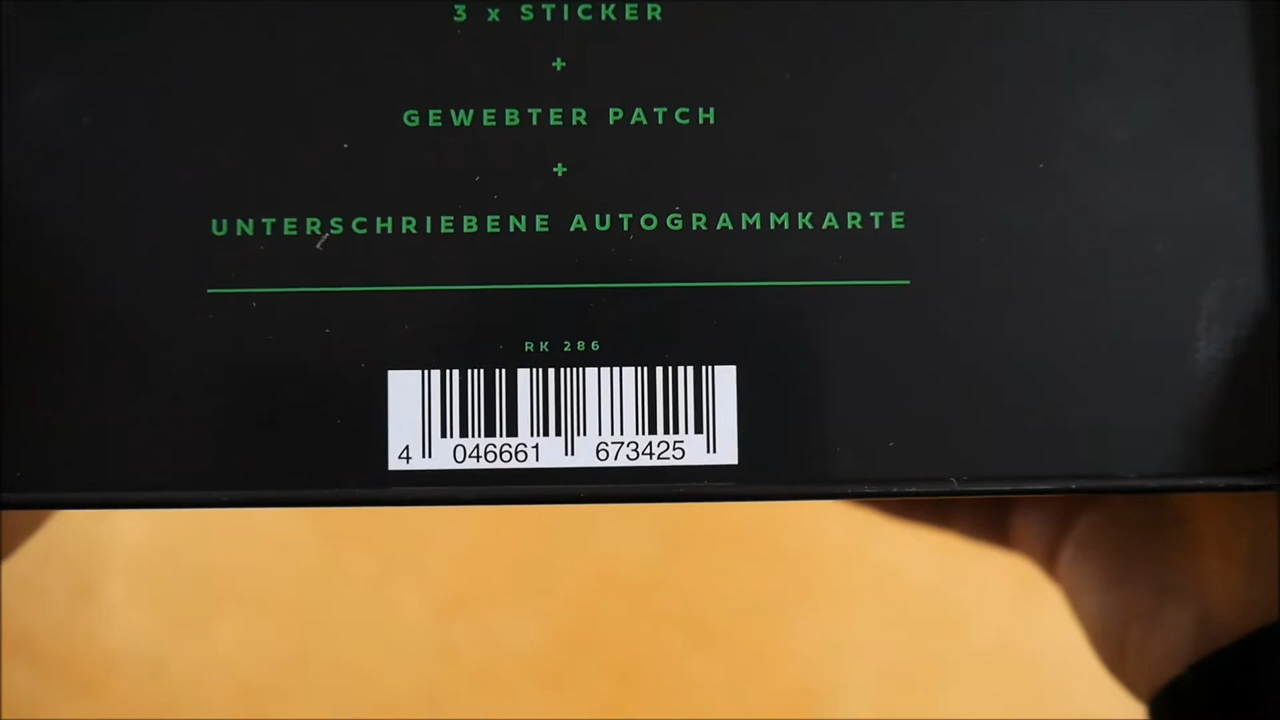 3 x STICKER
+
GEWEBTER PATCH
+
UNTERSCHRIEBENE AUTOGRAMMKARTE
RK 286
4 046661 673425